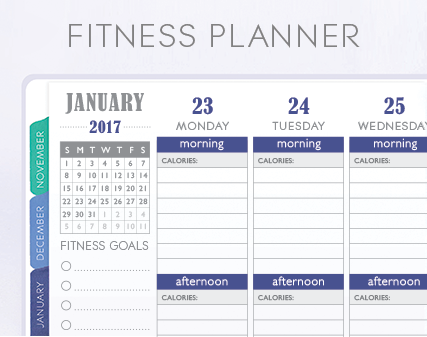 FITNESS PLANNER
JANUARY
2017
S M T W T F S
1 2 3 4 5 6 7
8 9 10 11 12 13 14
15 16 17 18 19 20 21
22 23 24 25 26 27 28
29 30 31 1 2 3 4
5 6 7 8 9 10 11
FITNESS GOALS
NOVEMBER
DECEMBER
JANUARY
23
MONDAY
morning
CALORIES:
afternoon
CALORIES:
24
TUESDAY
morning
CALORIES:
afternoon
CALORIES:
25
WEDNESDAY
morning
CALORIES:
afternoon
CALORIES: